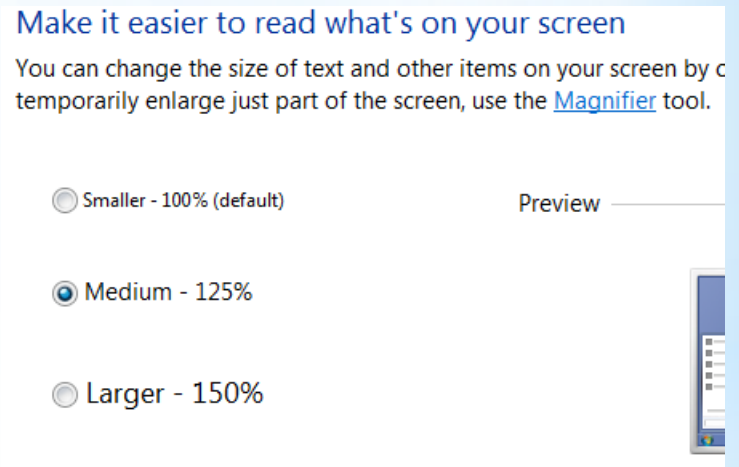 Make it easier to read what's on your screen
You can change the size of text and other items on your screen by
temporarily enlarge just part of the screen, use the Magnifier tool.
Smaller - 100% (default)
Preview
Medium - 125%
Larger - 150%